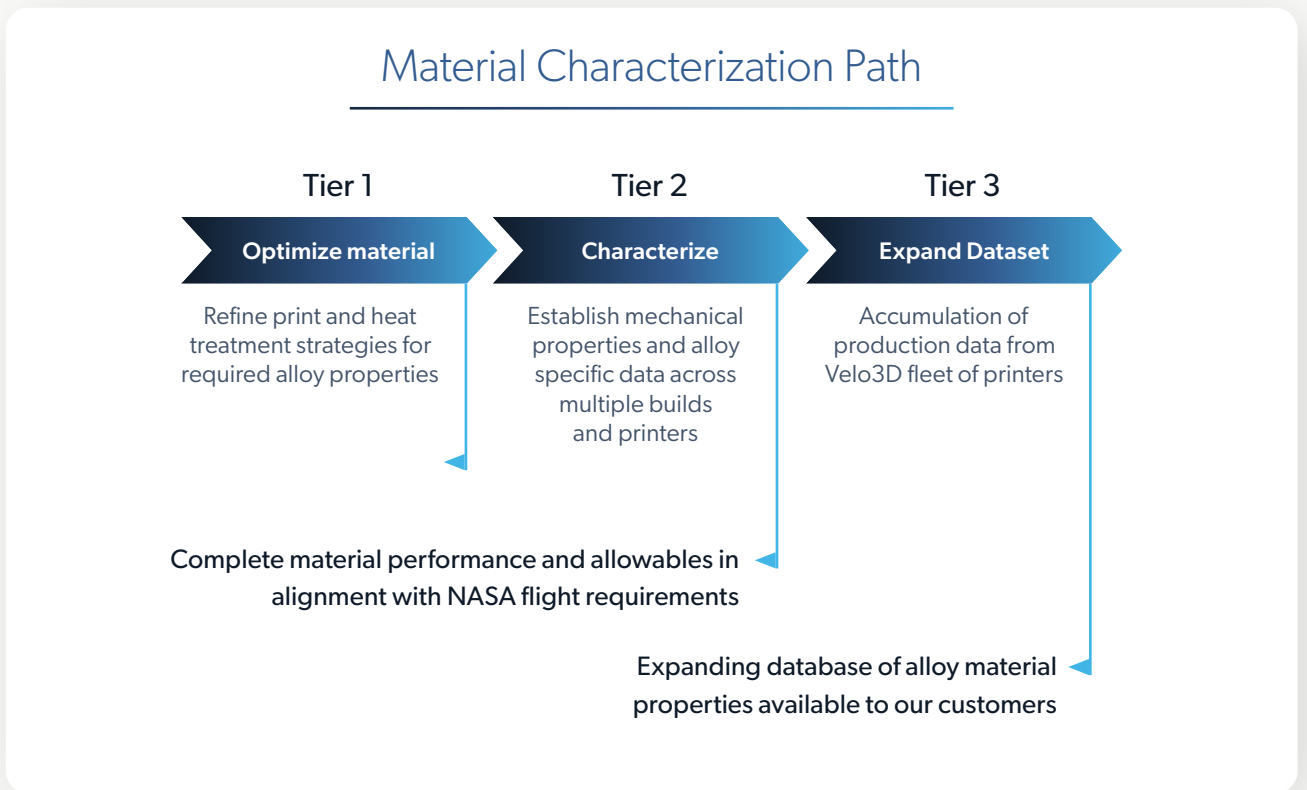 Material Characterization Path
Tier 1
Tier 2
Tier 3
Optimize material
Characterize
Expand Dataset
Refine print and heat
treatment strategies for
required alloy properties
Establish mechanical
properties and alloy
specific data across
multiple builds
and printers
Accumulation of
production data from
Velo3D fleet of printers
Complete material performance and allowables in
alignment with NASA flight requirements
Expanding database of alloy material
properties available to our customers